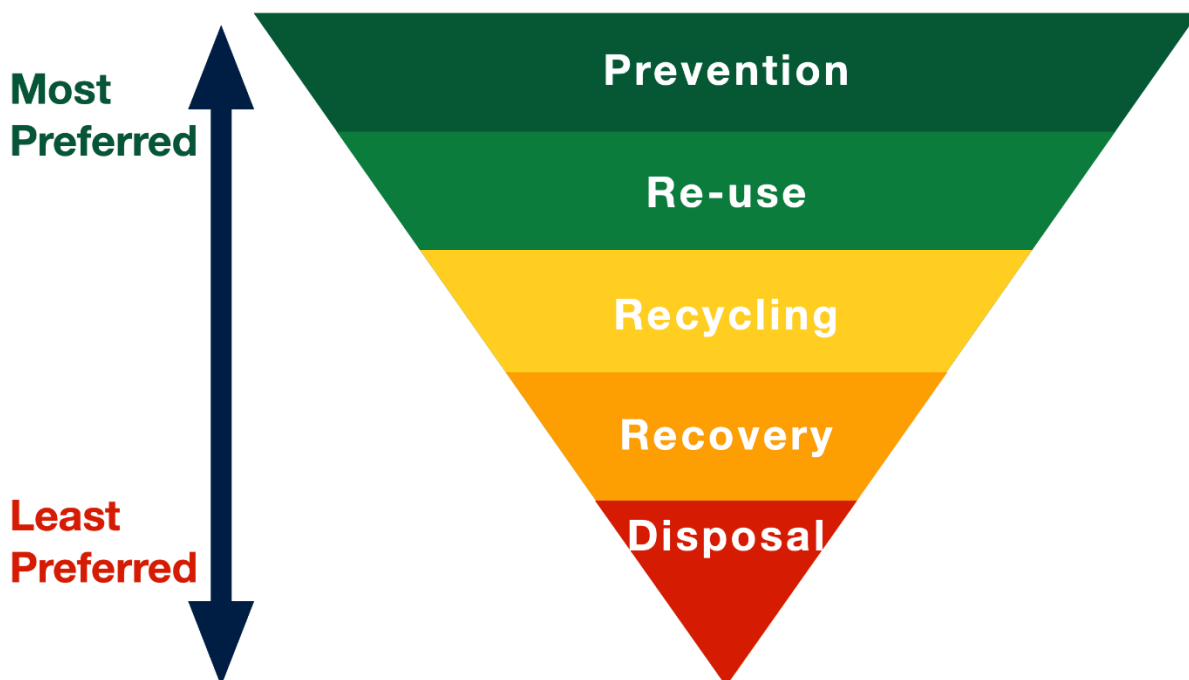 Most
Preferred
Prevention
Re-use
Recycling
Recovery
Disposal
Least
Preferred